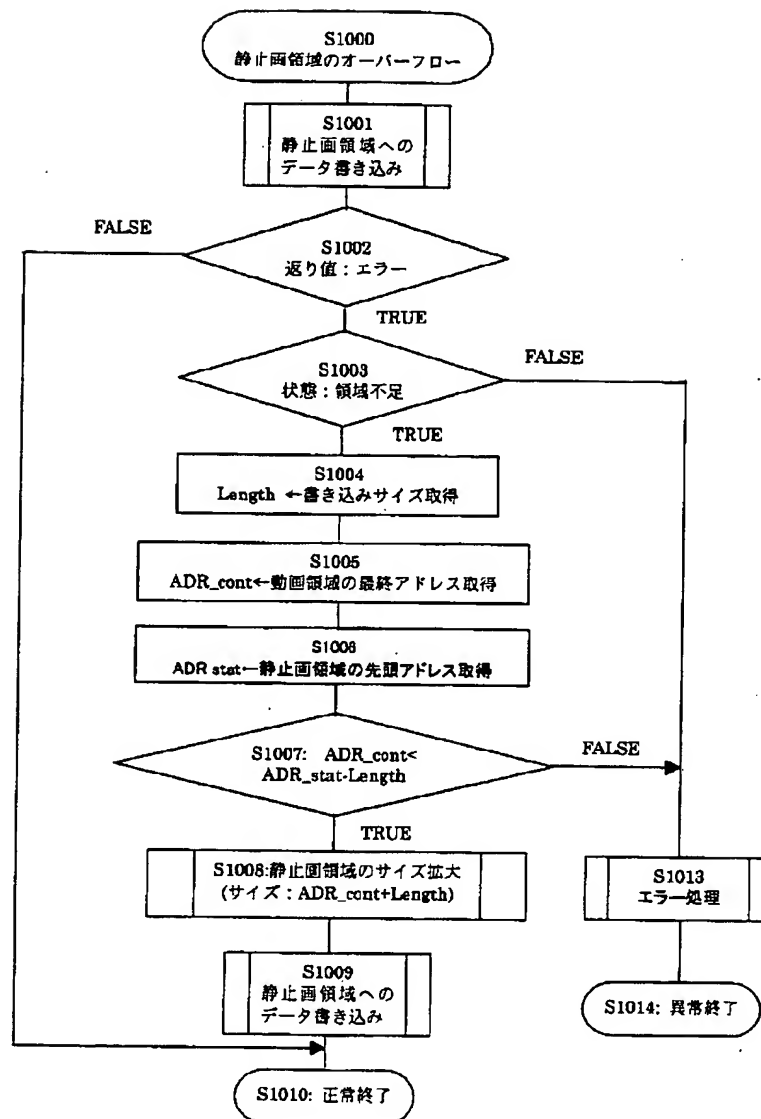 S1000
静止画領域のオーバーフロー
S1001
静止画領域への
データ書き込み
FALSE
S1002
返り値：エラー
TRUE
S1003
状態：領域不足
FALSE
TRUE
S1004
Length ←書き込みサイズ取得
S1005
ADR_cont←動画領域の最終アドレス取得
S1006
ADR stat←静止画領域の先頭アドレス取得
S1007: ADR_cont<
ADR_stat-Length
FALSE
TRUE
S1008:静止画領域のサイズ拡大
(サイズ：ADR_cont+Length)
S1013
エラー処理
S1009
静止画領域への
データ書き込み
S1014: 異常終了
S1010: 正常終了